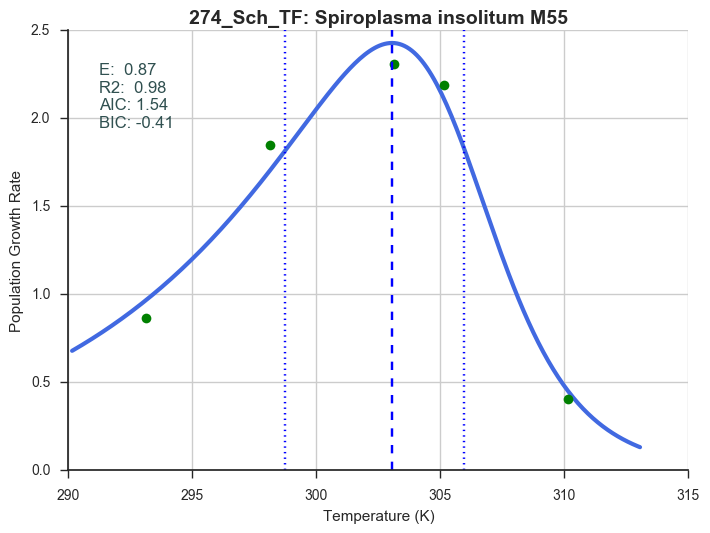 274_Sch_TF: Spiroplasma insolitum M55
E:  0.87
R2:  0.98
AIC: 1.54
BIC: -0.41
Population Growth Rate
2.5
2.0
1.5
1.0
0.5
0.0
290 295 300 305 310 315
Temperature (K)